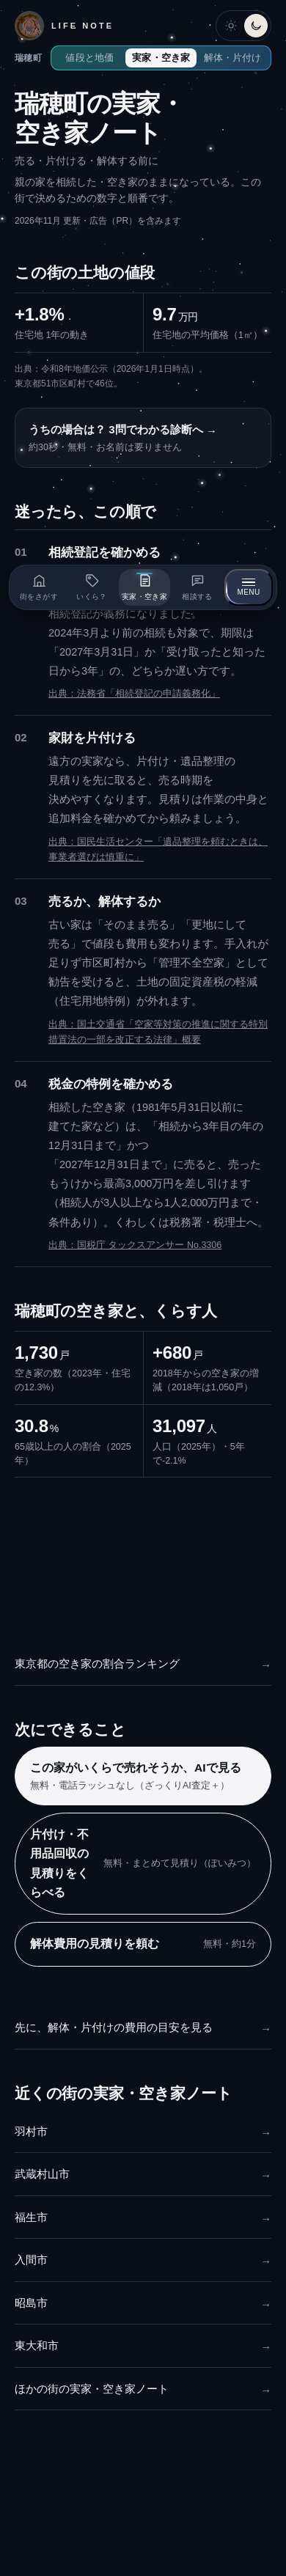 LIFE NOTE
瑞穂町
値段と地価
実家・空き家
解体・片付け
瑞穂町の実家・
空き家ノート
売る・片付ける・解体する前に
親の家を相続した・空き家のままになっている。この
街で決めるための数字と順番です。
2026年11月 更新・広告（PR）を含みます
この街の土地の値段
+1.8% .
住宅地 1年の動き
9.7万円
住宅地の平均価格（1㎡）
出典：令和8年地価公示（2026年1月1日時点）。
東京都51市区町村で46位。
うちの場合は？ 3問でわかる診断へ →
約30秒・無料・お名前は要りません
迷ったら、この順で
01
相続登記を確かめる
街をさがす
いくら？
実家・空き家
相談する
MENU
相続登記が義務になりました。
2024年3月より前の相続も対象で、期限は
「2027年3月31日」か「受け取ったと知った
日から3年」の、どちらか遅い方です。
出典：法務省「相続登記の申請義務化」
02
家財を片付ける
遠方の実家なら、片付け・遺品整理の
見積りを先に取ると、売る時期を
決めやすくなります。見積りは作業の中身と
追加料金を確かめてから頼みましょう。
出典：国民生活センター「遺品整理を頼むときは、
事業者選びは慎重に」
03
売るか、解体するか
古い家は「そのまま売る」「更地にして
売る」で値段も費用も変わります。手入れが
足りず市区町村から「管理不全空家」として
勧告を受けると、土地の固定資産税の軽減
（住宅用地特例）が外れます。
出典：国土交通省「空家等対策の推進に関する特別
措置法の一部を改正する法律」概要
04
税金の特例を確かめる
相続した空き家（1981年5月31日以前に
建てた家など）は、「相続から3年目の年の
12月31日まで」かつ
「2027年12月31日まで」に売ると、売った
もうけから最高3,000万円を差し引けます
（相続人が3人以上なら1人2,000万円まで・
条件あり）。くわしくは税務署・税理士へ。
出典：国税庁 タックスアンサー No.3306
瑞穂町の空き家と、くらす人
1,730戸
空き家の数（2023年・住宅
の12.3%）
+680戸
2018年からの空き家の増
減（2018年は1,050戸）
30.8%
65歳以上の人の割合（2025
年）
31,097人
人口（2025年）・5年
で-2.1%
東京都の空き家の割合ランキング →
次にできること
この家がいくらで売れそうか、AIで見る
無料・電話ラッシュなし（ざっくりAI査定＋）
片付け・不
用品回収の
見積りをく
らべる
無料・まとめて見積り（ぽいみつ）
解体費用の見積りを頼む
無料・約1分
先に、解体・片付けの費用の目安を見る →
近くの街の実家・空き家ノート
羽村市 →
武蔵村山市 →
福生市 →
入間市 →
昭島市 →
東大和市 →
ほかの街の実家・空き家ノート →